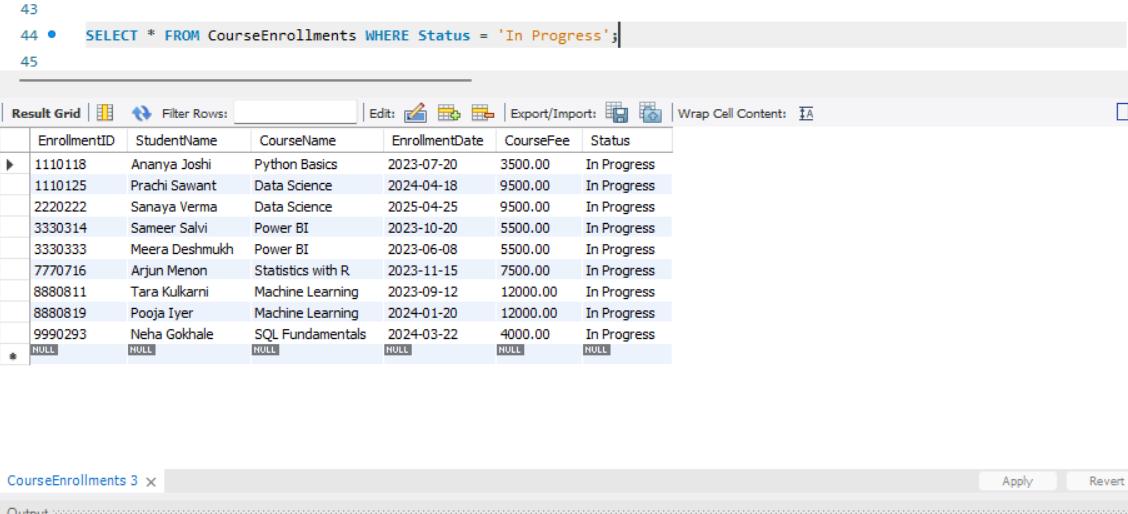 43
44 SELECT * FROM CourseEnrollments WHERE Status = 'In Progress';
45
Result Grid Filter Rows: Edit: Export/Import: Wrap Cell Content: IA
EnrollmentID StudentName CourseName EnrollmentDate CourseFee Status
1110118 Ananya Joshi Python Basics 2023-07-20 3500.00 In Progress
1110125 Prachi Sawant Data Science 2024-04-18 9500.00 In Progress
2220222 Sanaya Verma Data Science 2025-04-25 9500.00 In Progress
3330314 Sameer Salvi Power BI 2023-10-20 5500.00 In Progress
3330333 Meera Deshmukh Power BI 2023-06-08 5500.00 In Progress
7770716 Arjun Menon Statistics with R 2023-11-15 7500.00 In Progress
8880811 Tara Kulkarni Machine Learning 2023-09-12 12000.00 In Progress
8880819 Pooja Iyer Machine Learning 2024-01-20 12000.00 In Progress
9990293 Neha Gokhale SQL Fundamentals 2024-03-22 4000.00 In Progress
NULL NULL NULL NULL NULL NULL
CourseEnrollments 3 Apply Revert
Output